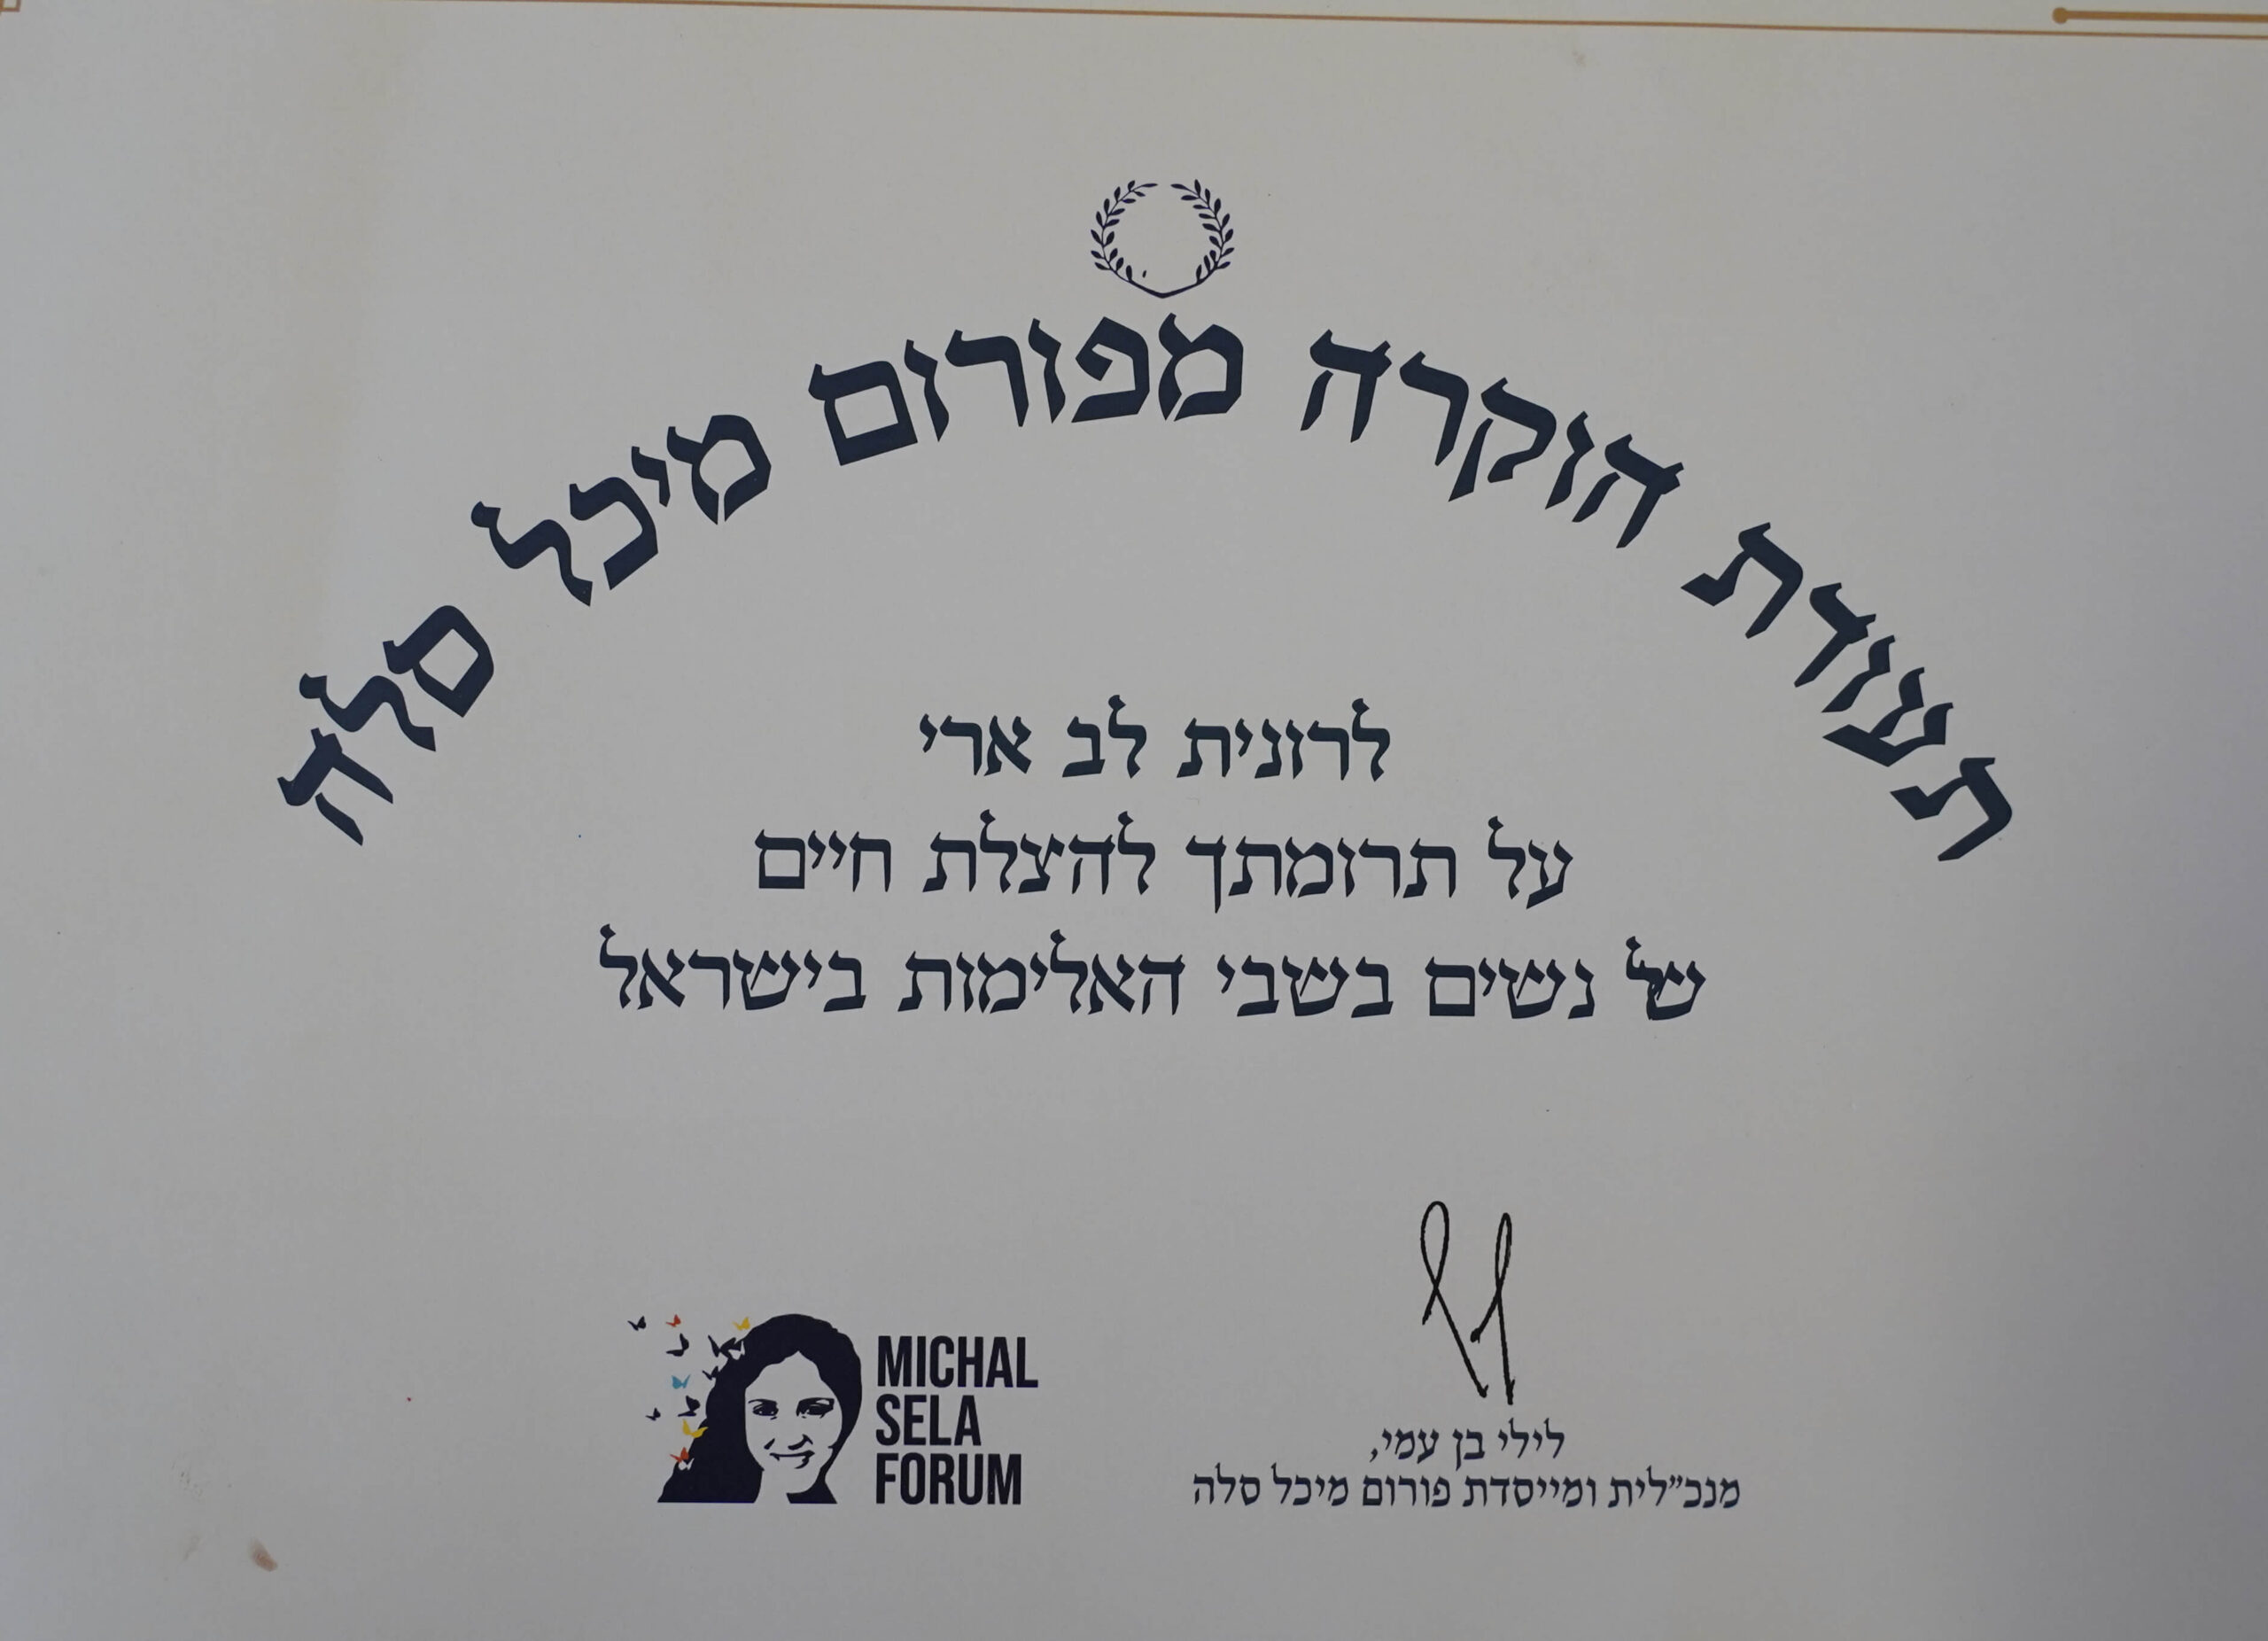 תעודת הוקרה מפורום מיכל סלה
לרונית לב ארי
על תרומתך להצלת חיים
של נשים בשבי האלימות בישראל
לילי בן עמי,
מנכ"לית ומייסדת פורום מיכל סלה
MICHAL
SELA
FORUM